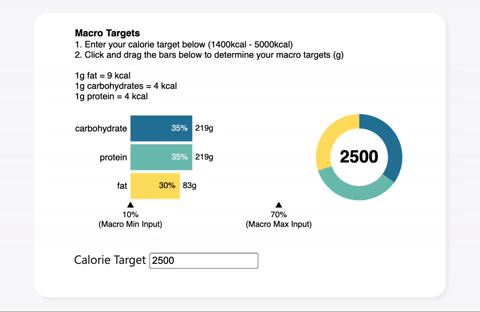 Macro Targets
1. Enter your calorie target below (1400kcal - 5000kcal)
2. Click and drag the bars below to determine your macro targets (g)
1g fat = 9 kcal
1g carbohydrates = 4 kcal
1g protein = 4 kcal
carbohydrate 35% 219g
protein 35% 219g
fat 30% 83g
2500
10% 70%
(Macro Min Input) (Macro Max Input)
Calorie Target 2500